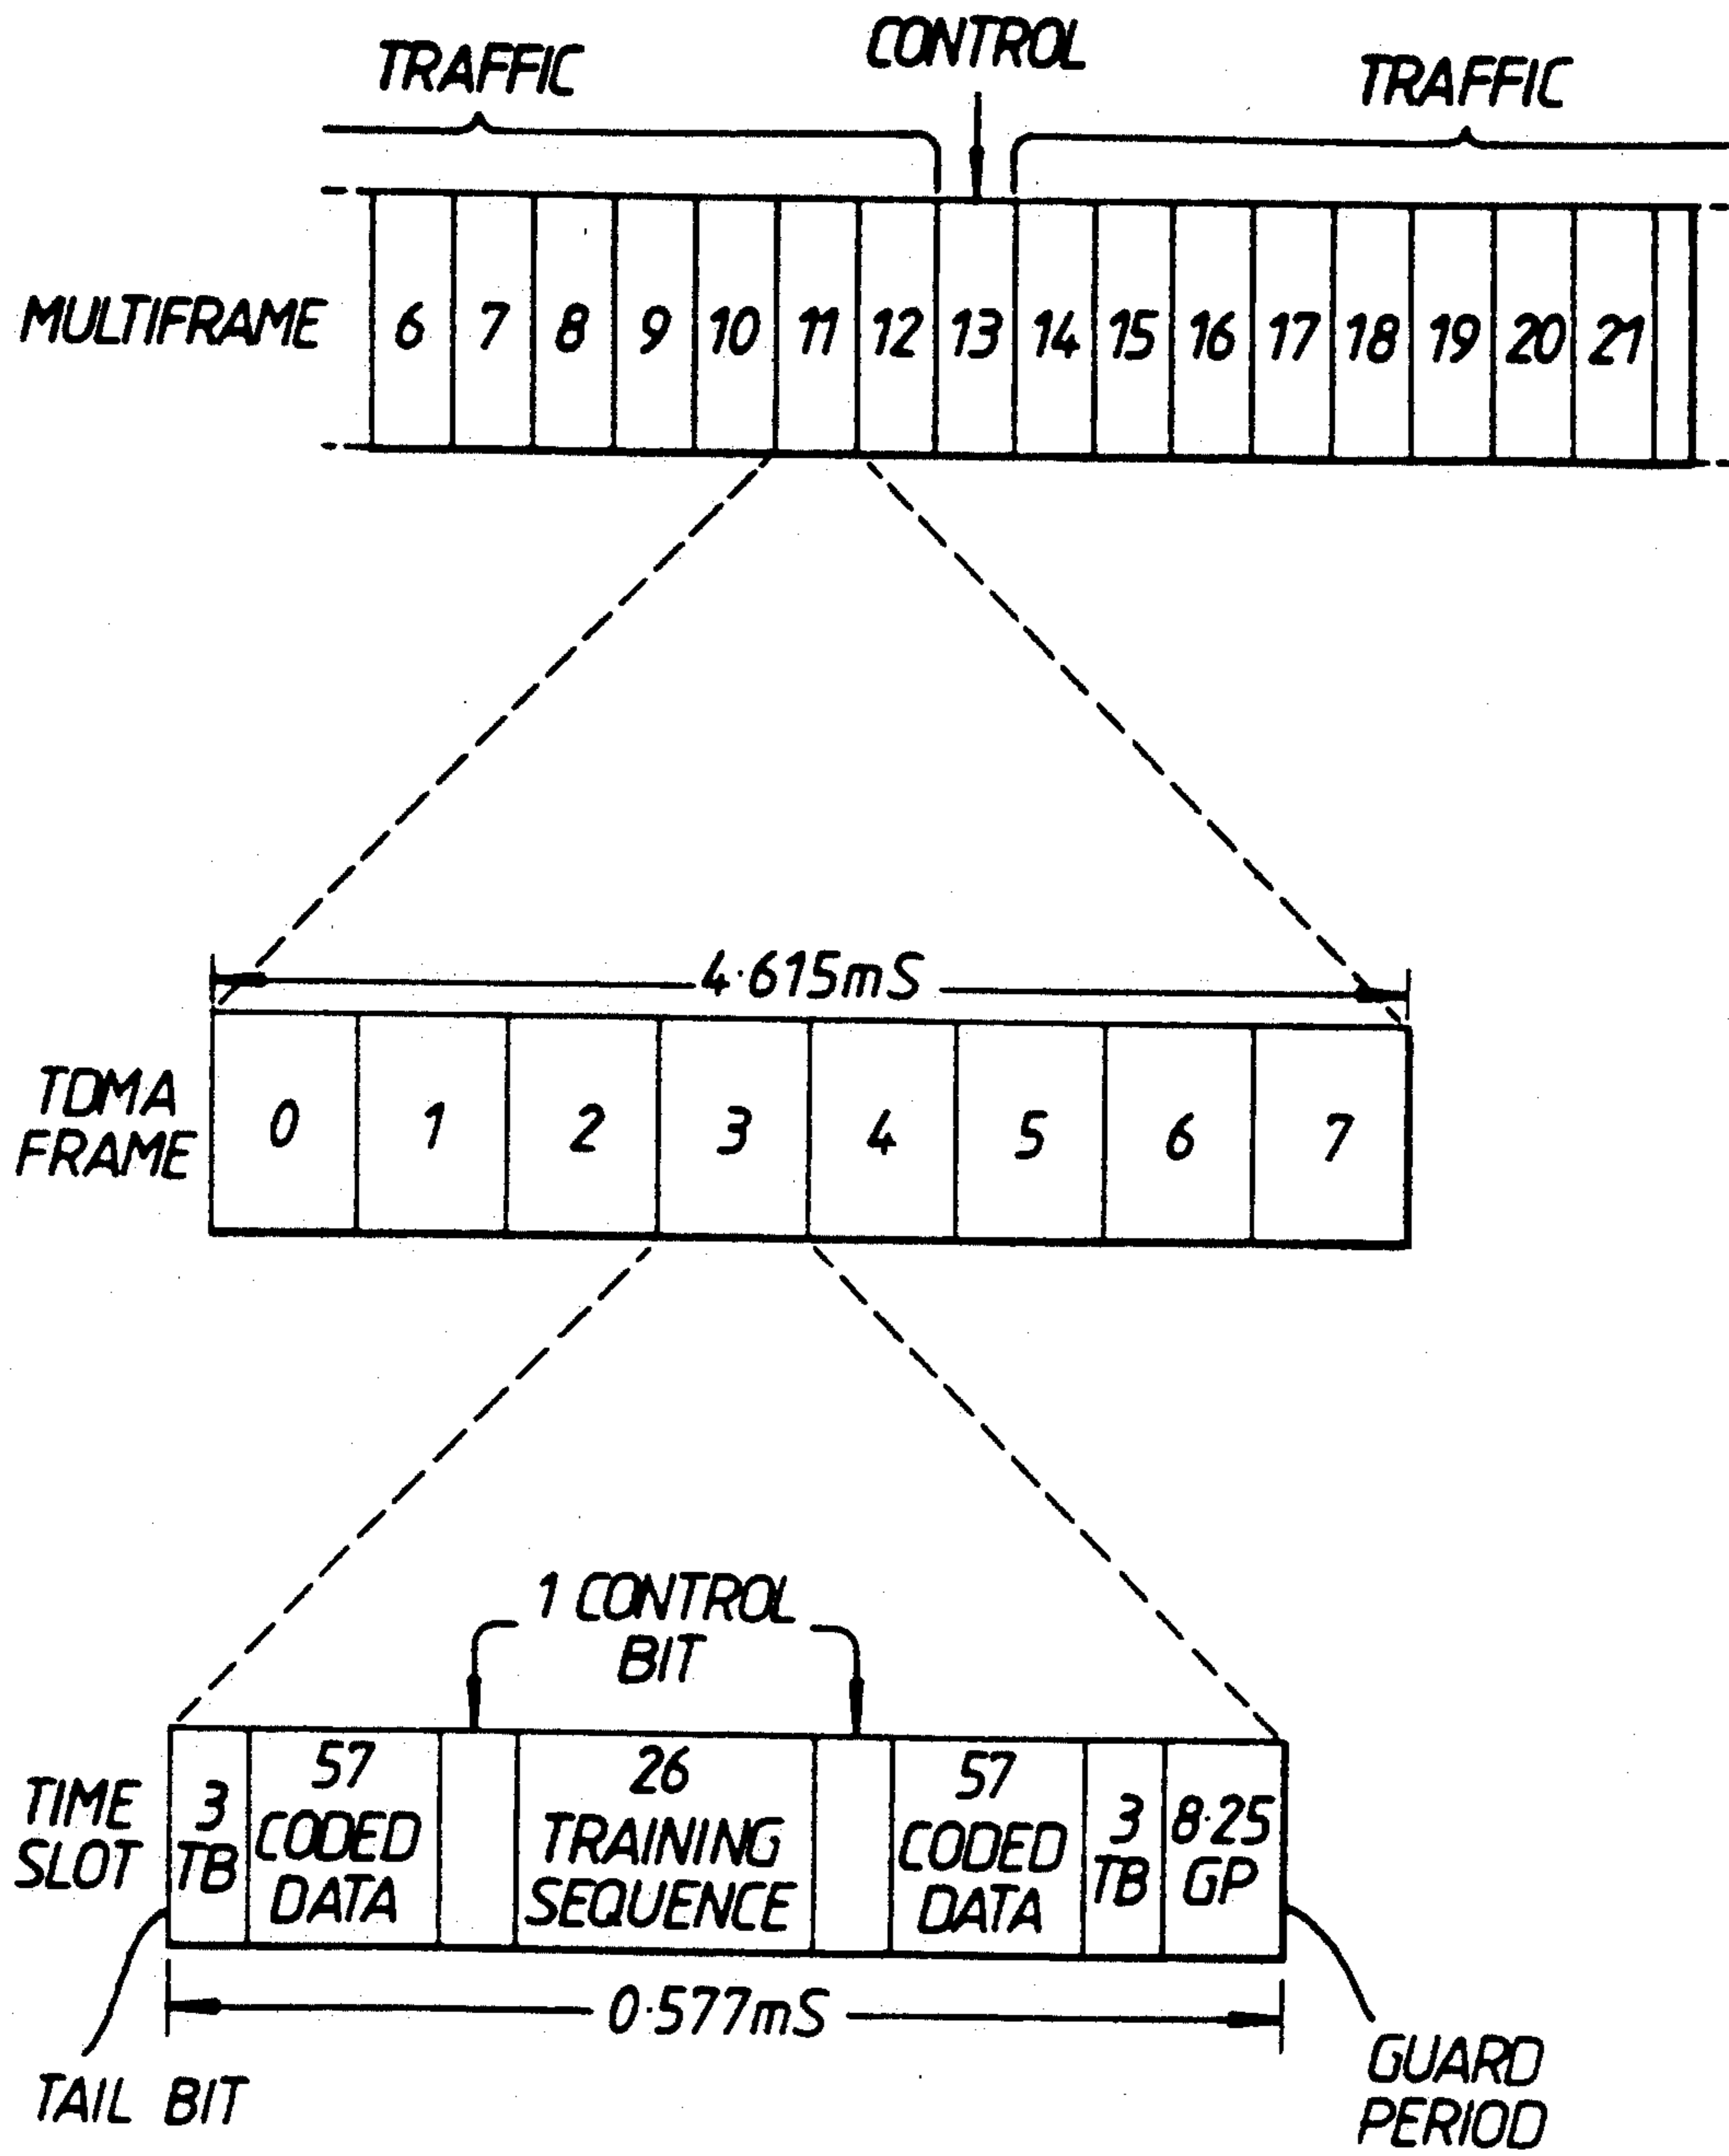 TRAFFIC
CONTROL
TRAFFIC
MULTIFRAME
6 7 8 9 10 11 12 13 14 15 16 17 18 19 20 21
4·615mS
TDMA
FRAME
0 1 2 3 4 5 6 7
1 CONTROL
BIT
TIME
SLOT
3
TB
57
CODED
DATA
26
TRAINING
SEQUENCE
57
CODED
DATA
3
TB
8·25
GP
0·577mS
TAIL BIT
GUARD
PERIOD